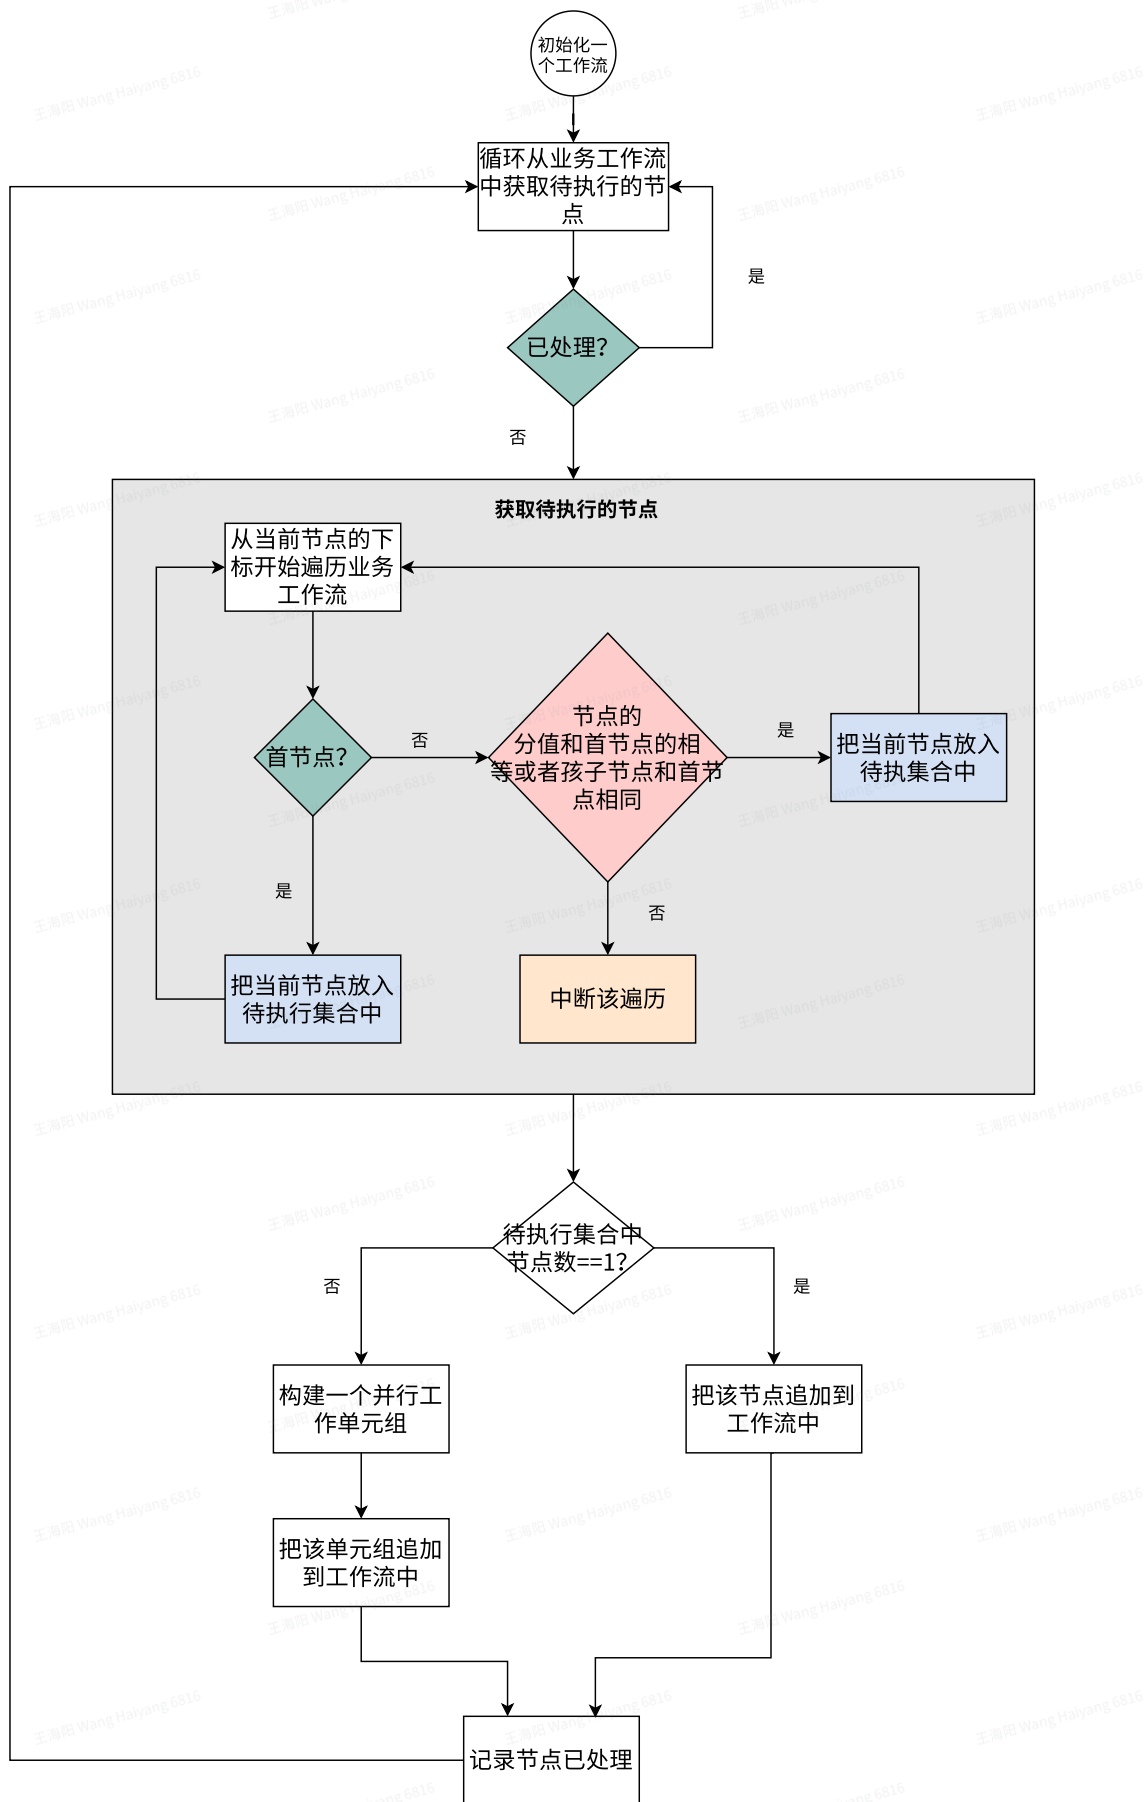 初始化一
个工作流
循环从业务工作流
中获取待执行的节
点
是
已处理？
否
获取待执行的节点
从当前节点的下
标开始遍历业务
工作流
首节点？
否
节点的
分值和首节点的相
等或者孩子节点和首节
点相同
是
把当前节点放入
待执集合中
是
否
把当前节点放入
待执行集合中
中断该遍历
待执行集合中
节点数==1？
否
是
构建一个并行工
作单元组
把该节点追加到
工作流中
把该单元组追加
到工作流中
记录节点已处理
王海阳 Wang Haiyang 6816